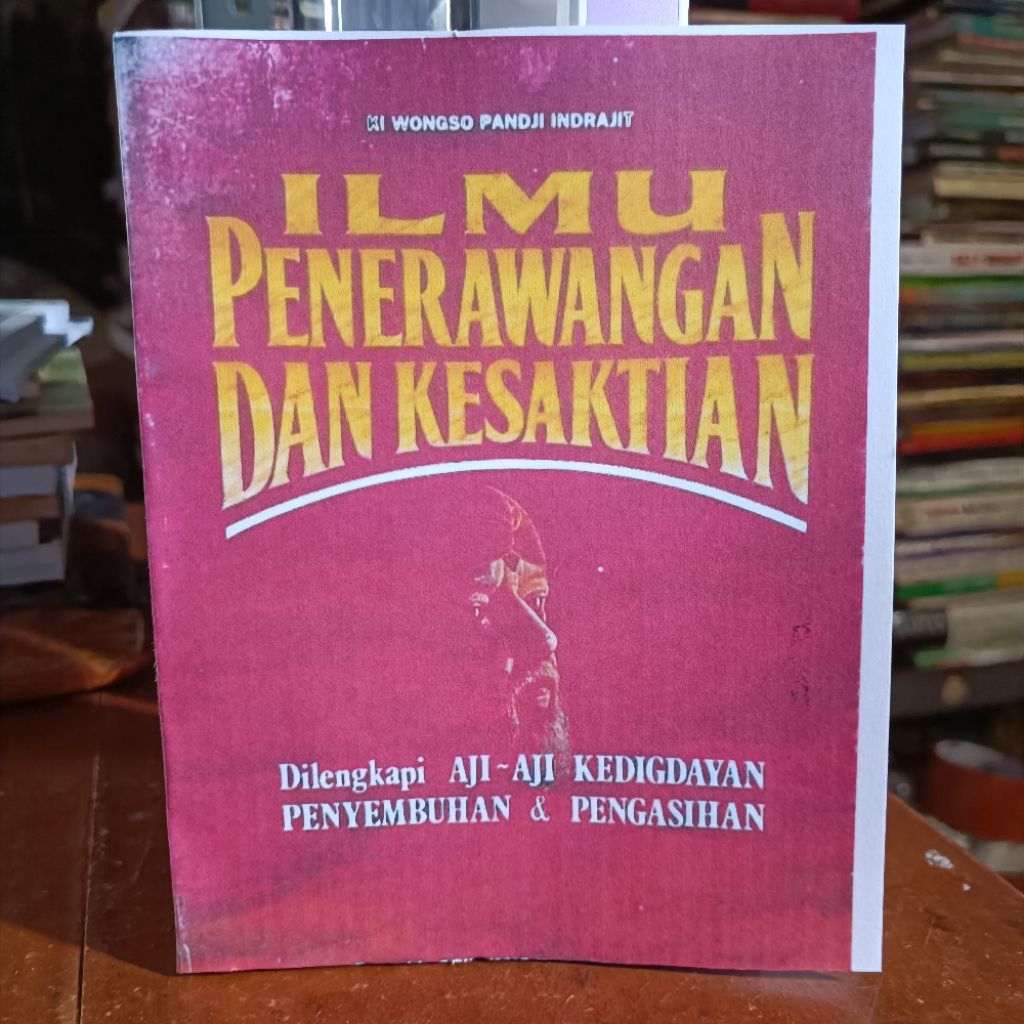 KI WONGSO PANDJI INDRAJIT
ILMU
PENERAWANGAN
DAN KESAKTIAN
Dilengkapi AJI-AJI KEDIGDAYAN
PENYEMBUHAN & PENGASIHAN